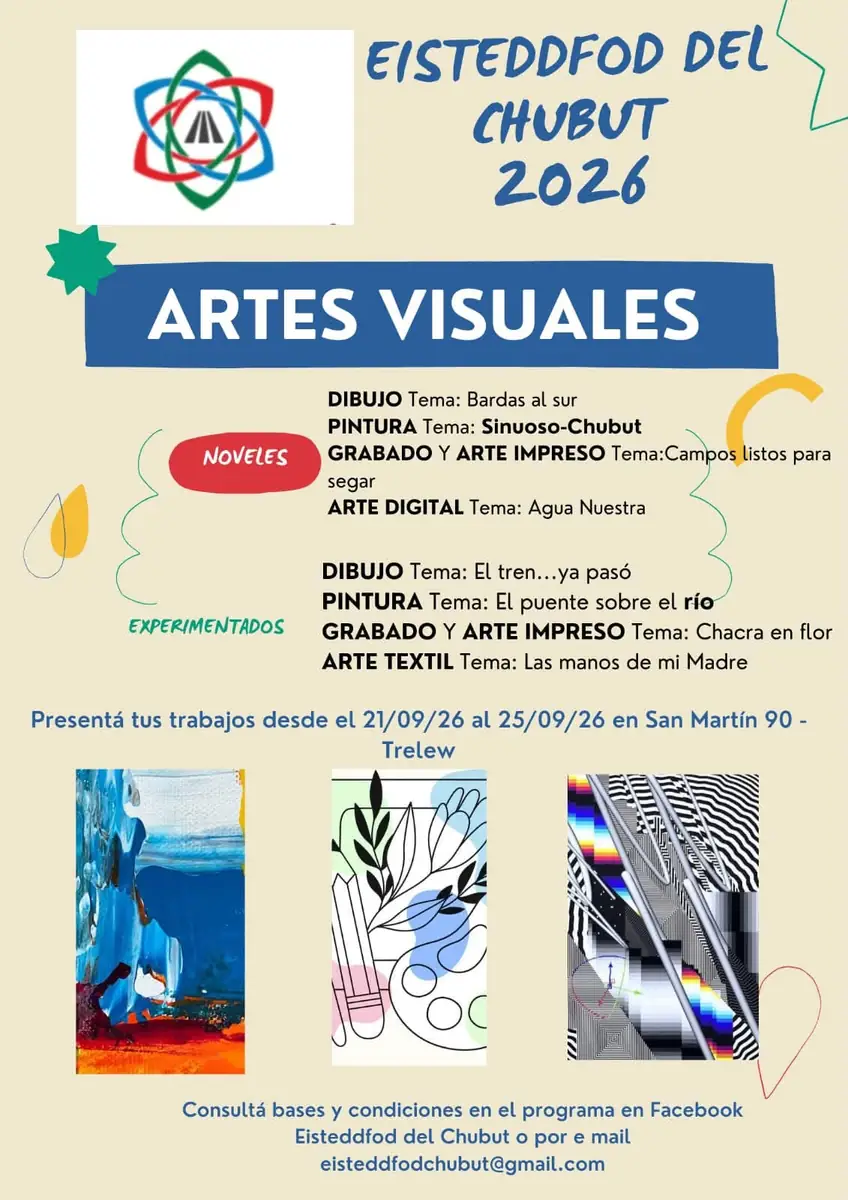 EISTEDDFOD DEL
CHUBUT
2026
ARTES VISUALES
NOVELES
DIBUJO Tema: Bardas al sur
PINTURA Tema: Sinuoso-Chubut
GRABADO Y ARTE IMPRESO Tema:Campos listos para
segar
ARTE DIGITAL Tema: Agua Nuestra
EXPERIMENTADOS
DIBUJO Tema: El tren...ya pasó
PINTURA Tema: El puente sobre el río
GRABADO Y ARTE IMPRESO Tema: Chacra en flor
ARTE TEXTIL Tema: Las manos de mi Madre
Presentá tus trabajos desde el 21/09/26 al 25/09/26 en San Martín 90 -
Trelew
Consultá bases y condiciones en el programa en Facebook
Eisteddfod del Chubut o por e mail
eisteddfodchubut@gmail.com